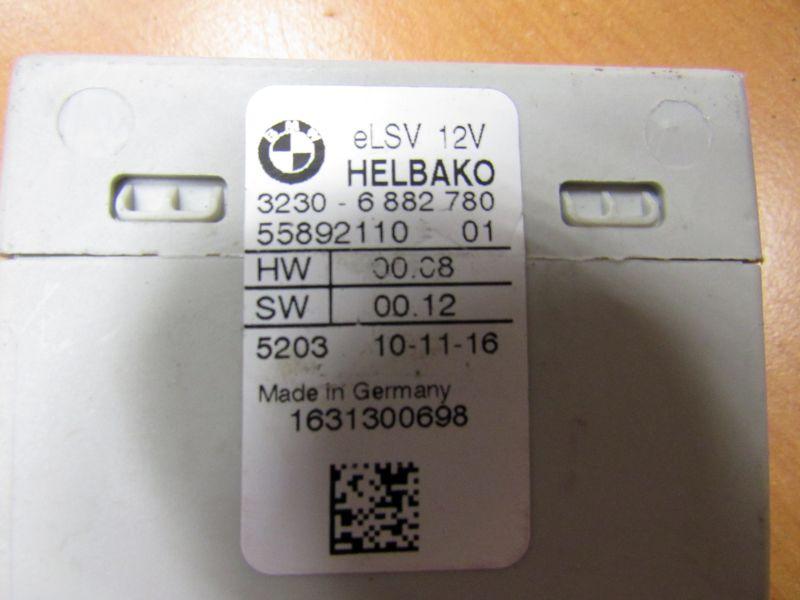 BMW
eLSV 12V
HELBAKO
3230 - 6 882 780
55892110 01
HW 00.08
SW 00.12
5203 10-11-16
Made in Germany
1631300698